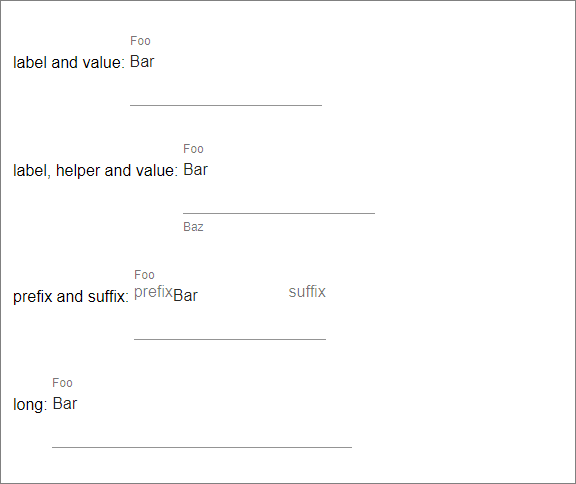 Foo
label and value: Bar
Foo
label, helper and value: Bar
Baz
Foo
prefix and suffix: prefixBar suffix
Foo
long: Bar